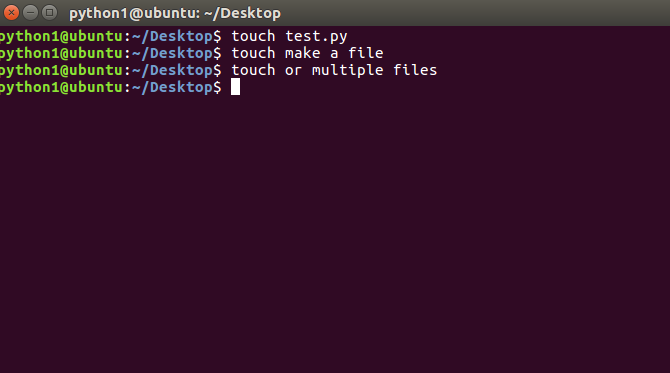 python1@ubuntu: ~/Desktop
python1@ubuntu:~/Desktop$ touch test.py
python1@ubuntu:~/Desktop$ touch make a file
python1@ubuntu:~/Desktop$ touch or multiple files
python1@ubuntu:~/Desktop$